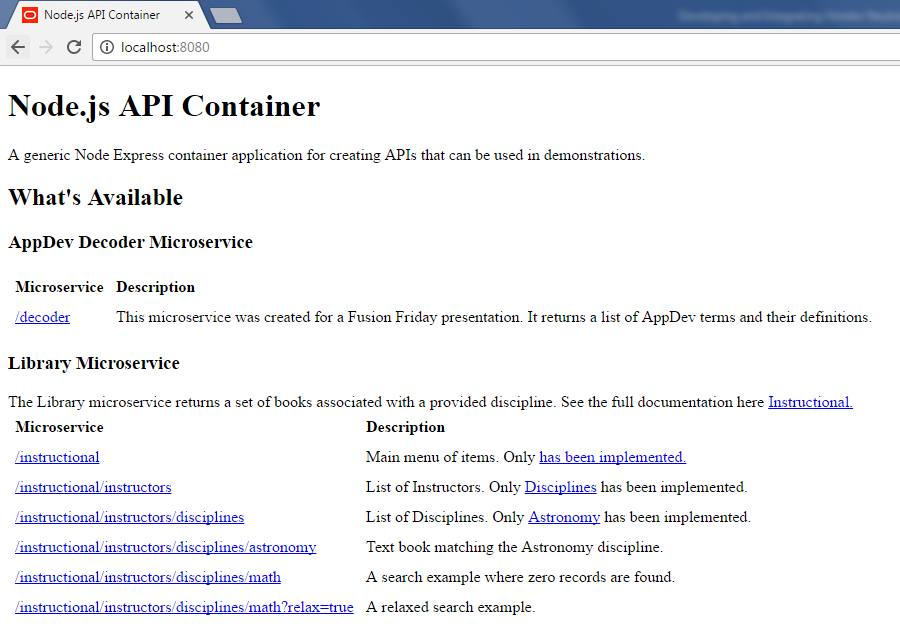 Node.js API Container
localhost:8080
Node.js API Container
A generic Node Express container application for creating APIs that can be used in demonstrations.
What's Available
AppDev Decoder Microservice
Microservice Description
/decoder This microservice was created for a Fusion Friday presentation. It returns a list of AppDev terms and their definitions.
Library Microservice
The Library microservice returns a set of books associated with a provided discipline. See the full documentation here Instructional.
Microservice Description
/instructional Main menu of items. Only has been implemented.
/instructional/instructors List of Instructors. Only Disciplines has been implemented.
/instructional/instructors/disciplines List of Disciplines. Only Astronomy has been implemented.
/instructional/instructors/disciplines/astronomy Text book matching the Astronomy discipline.
/instructional/instructors/disciplines/math A search example where zero records are found.
/instructional/instructors/disciplines/math?relax=true A relaxed search example.